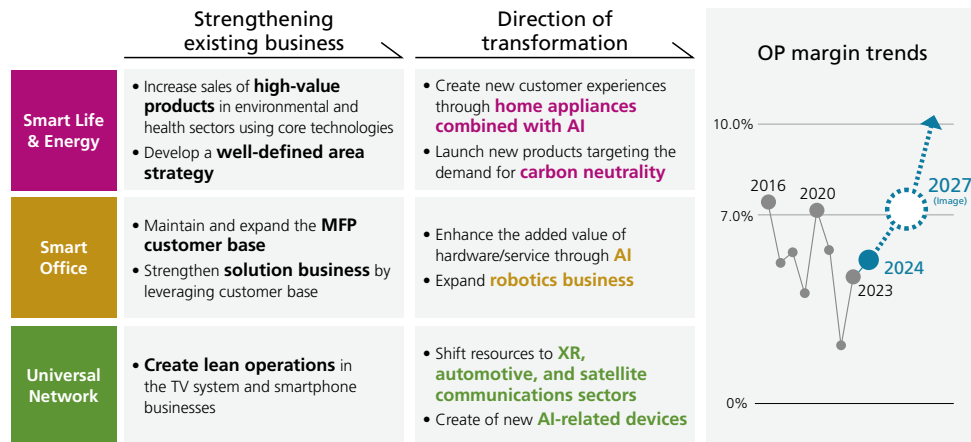 Strengthening
existing business
Direction of
transformation
OP margin trends
Smart Life
& Energy
• Increase sales of high-value
products in environmental and
health sectors using core technologies
• Develop a well-defined area
strategy
• Create new customer experiences
through home appliances
combined with AI
• Launch new products targeting the
demand for carbon neutrality
Smart
Office
• Maintain and expand the MFP
customer base
• Strengthen solution business by
leveraging customer base
• Enhance the added value of
hardware/service through AI
• Expand robotics business
Universal
Network
• Create lean operations in
the TV system and smartphone
businesses
• Shift resources to XR,
automotive, and satellite
communications sectors
• Create of new AI-related devices
10.0%
2016
2020
2027
(Image)
7.0%
2024
2023
0%